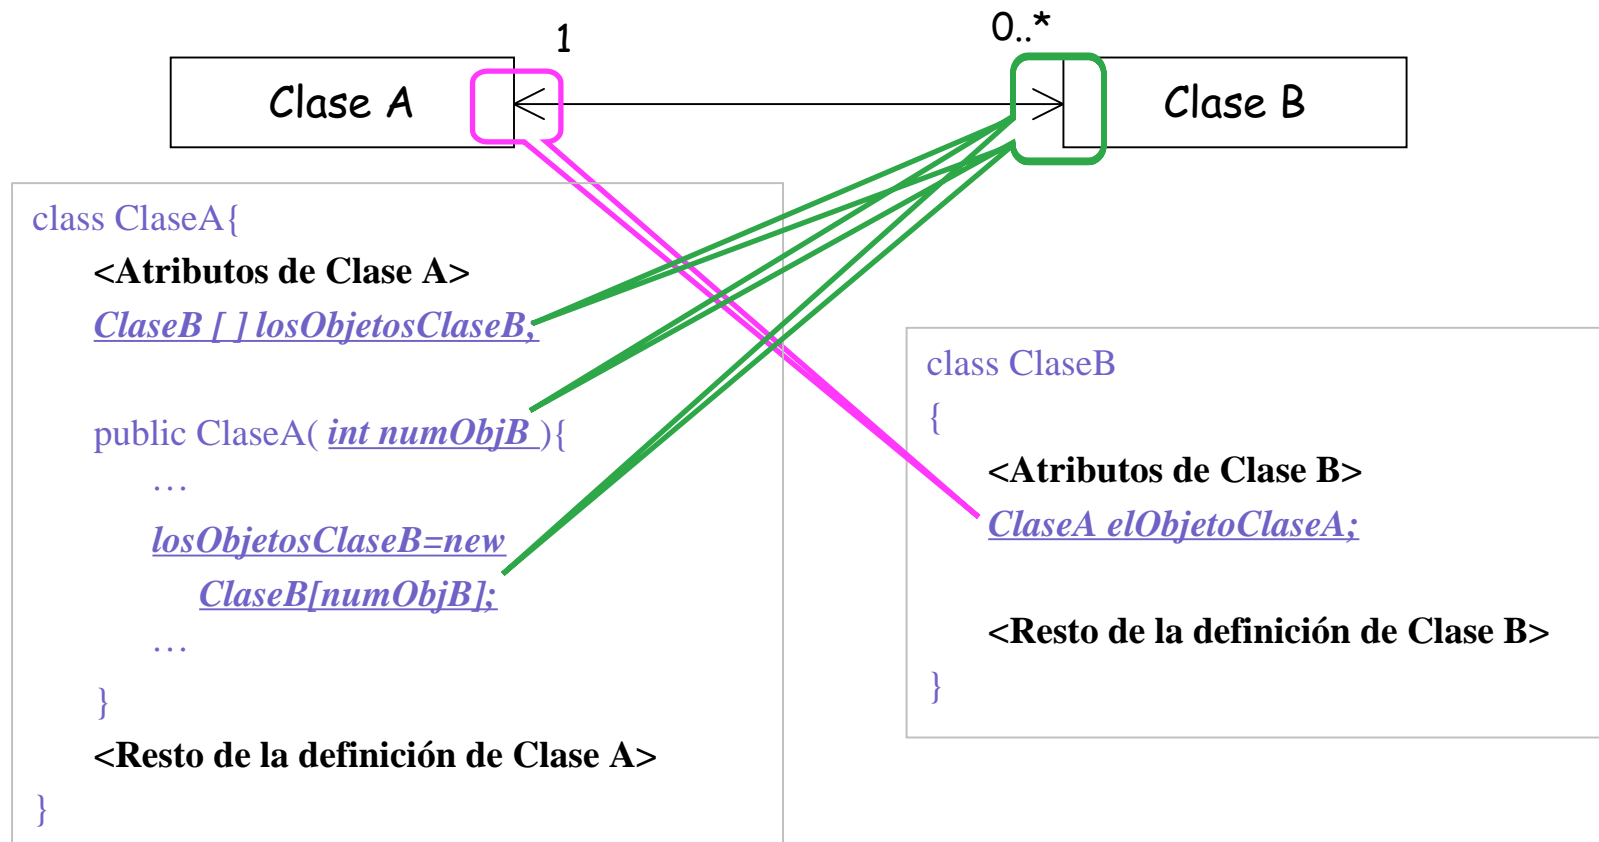 1
0..*
Clase A
Clase B
class ClaseA{
<Atributos de Clase A>
ClaseB [ ] losObjetosClaseB;
public ClaseA( int numObjB ){
…
losObjetosClaseB=new
ClaseB[numObjB];
…
}
<Resto de la definición de Clase A>
}
class ClaseB
{
<Atributos de Clase B>
ClaseA elObjetoClaseA;
<Resto de la definición de Clase B>
}